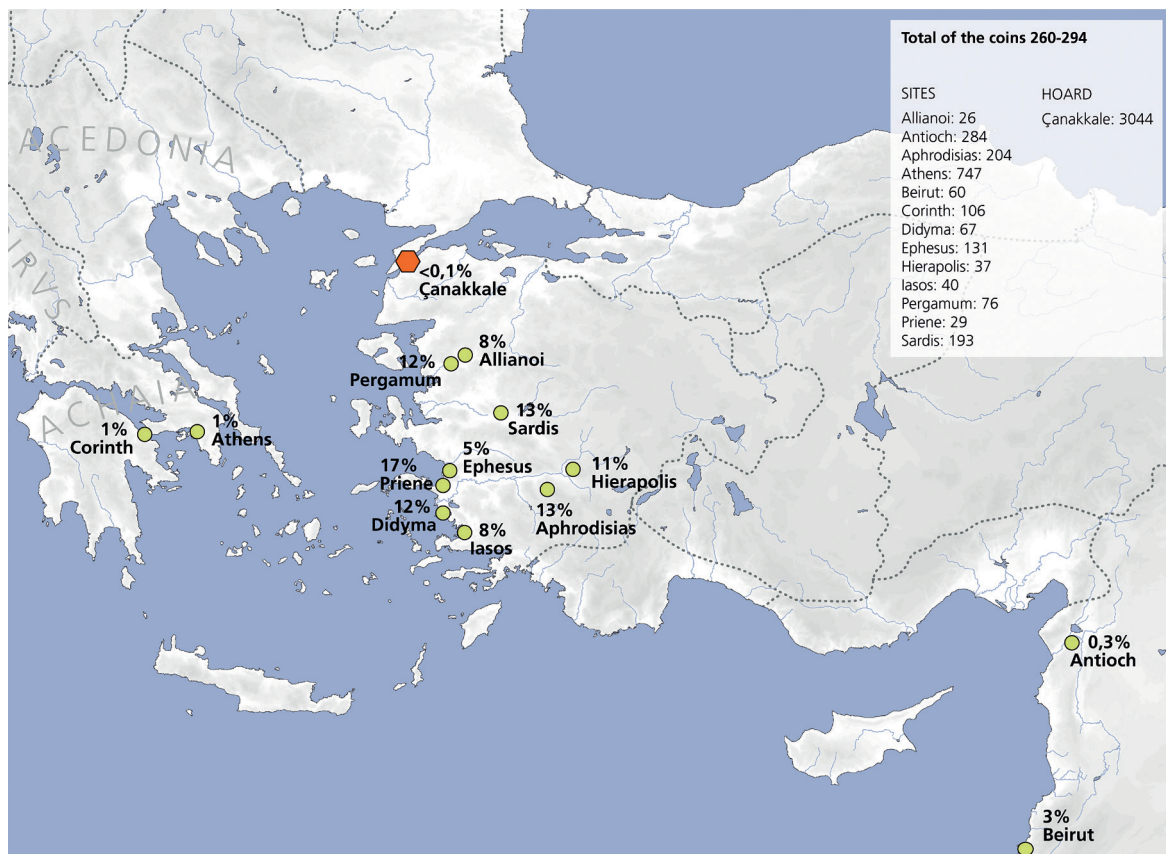 Total of the coins 260-294
SITES
Allianoi: 26
Antioch: 284
Aphrodisias: 204
Athens: 747
Beirut: 60
Corinth: 106
Didyma: 67
Ephesus: 131
Hierapolis: 37
Iasos: 40
Pergamum: 76
Priene: 29
Sardis: 193
HOARD
Çanakkale: 3044
ACEDONIA
IRVS
ACHAIA
<0,1%
Çanakkale
8%
Allianoi
12%
Pergamum
13%
Sardis
1%
Corinth
1%
Athens
5%
Ephesus
17%
Priene
11%
Hierapolis
12%
Didyma
13%
Aphrodisias
8%
Iasos
0,3%
Antioch
3%
Beirut